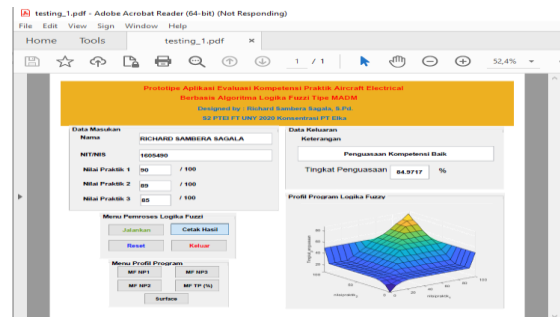 testing_1.pdf - Adobe Acrobat Reader (64-bit) (Not Responding)
File Edit View Sign Window Help
Home Tools testing_1.pdf ×
1 / 1 52,4%
Prototipe Aplikasi Evaluasi Kompetensi Praktik Aircraft Electrical
Berbasis Algoritma Logika Fuzzi Tipe MADM
Designed by : Richard Sambera Sagala, S.Pd.
S2 PTEI FT UNY 2020 Konsentrasi PT Elka
Data Masukan
Nama RICHARD SAMBERA SAGALA
NIT/NIS 1605490
Nilai Praktik 1 90 / 100
Nilai Praktik 2 89 / 100
Nilai Praktik 3 85 / 100
Menu Pemroses Logika Fuzzi
Jalankan Cetak Hasil
Reset Keluar
Menu Profil Program
MF NP1 MF NP3
MF NP2 MF TP (%)
Surface
Data Keluaran
Keterangan
Penguasaan Kompetensi Baik
Tingkat Penguasaan 84.9717 %
Profil Program Logika Fuzzy